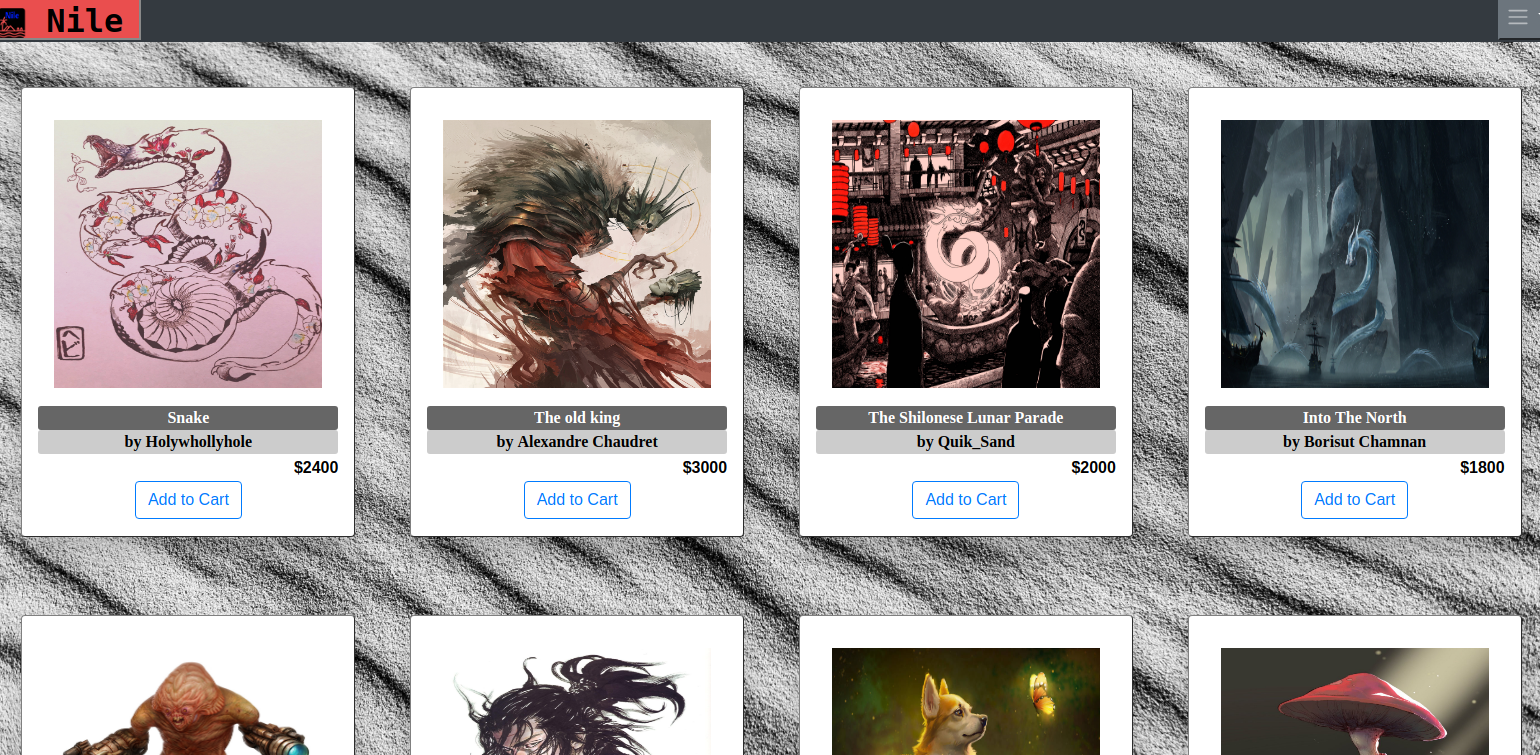 Nile
Nile
Snake
The old king
The Shilonese Lunar Parade
Into The North
by Holywhollyhole
by Alexandre Chaudret
by Quik_Sand
by Borisut Chamnan
$2400
$3000
$2000
$1800
Add to Cart
Add to Cart
Add to Cart
Add to Cart